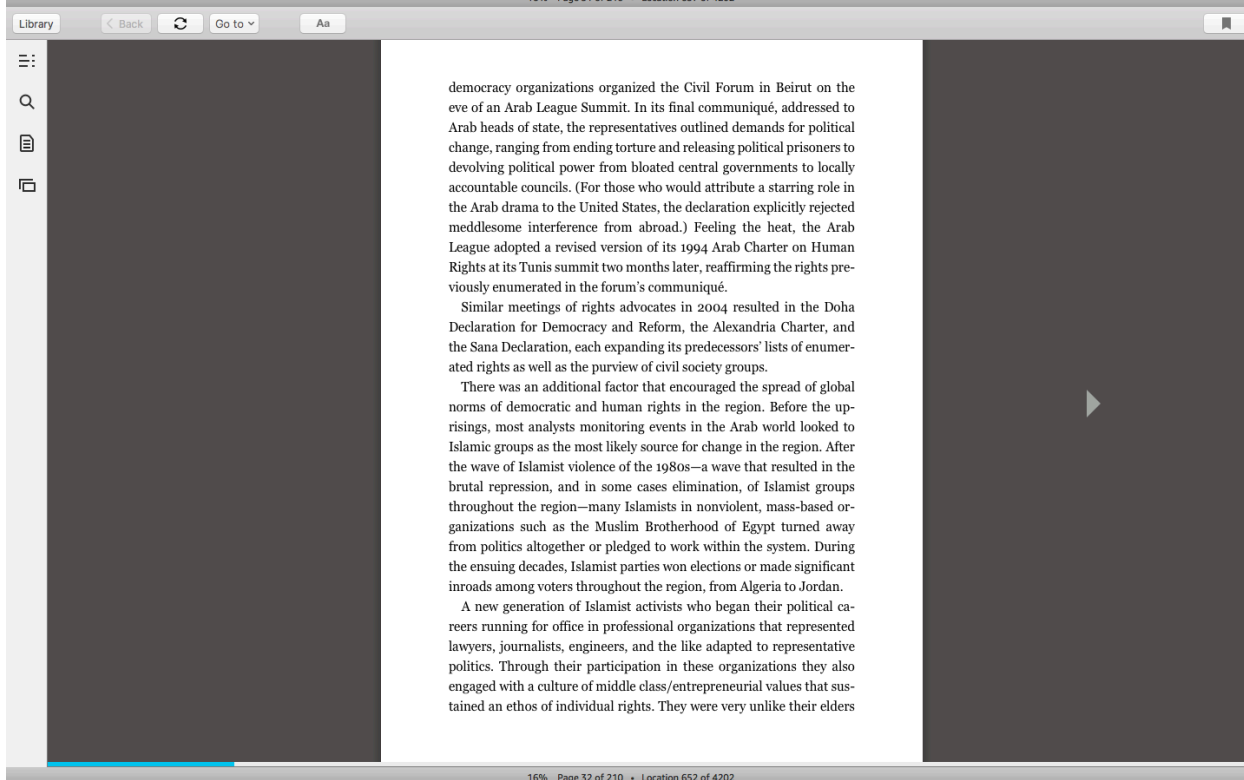 16% Page 31 of 210 • Location 637 of 4202
Library
Back
Go to
Aa
democracy organizations organized the Civil Forum in Beirut on the
eve of an Arab League Summit. In its final communiqué, addressed to
Arab heads of state, the representatives outlined demands for political
change, ranging from ending torture and releasing political prisoners to
devolving political power from bloated central governments to locally
accountable councils. (For those who would attribute a starring role in
the Arab drama to the United States, the declaration explicitly rejected
meddlesome interference from abroad.) Feeling the heat, the Arab
League adopted a revised version of its 1994 Arab Charter on Human
Rights at its Tunis summit two months later, reaffirming the rights pre-
viously enumerated in the forum's communiqué.
Similar meetings of rights advocates in 2004 resulted in the Doha
Declaration for Democracy and Reform, the Alexandria Charter, and
the Sana Declaration, each expanding its predecessors' lists of enumer-
ated rights as well as the purview of civil society groups.
There was an additional factor that encouraged the spread of global
norms of democratic and human rights in the region. Before the up-
risings, most analysts monitoring events in the Arab world looked to
Islamic groups as the most likely source for change in the region. After
the wave of Islamist violence of the 1980s—a wave that resulted in the
brutal repression, and in some cases elimination, of Islamist groups
throughout the region—many Islamists in nonviolent, mass-based or-
ganizations such as the Muslim Brotherhood of Egypt turned away
from politics altogether or pledged to work within the system. During
the ensuing decades, Islamist parties won elections or made significant
inroads among voters throughout the region, from Algeria to Jordan.
A new generation of Islamist activists who began their political ca-
reers running for office in professional organizations that represented
lawyers, journalists, engineers, and the like adapted to representative
politics. Through their participation in these organizations they also
engaged with a culture of middle class/entrepreneurial values that sus-
tained an ethos of individual rights. They were very unlike their elders
16% Page 32 of 210 • Location 652 of 4202